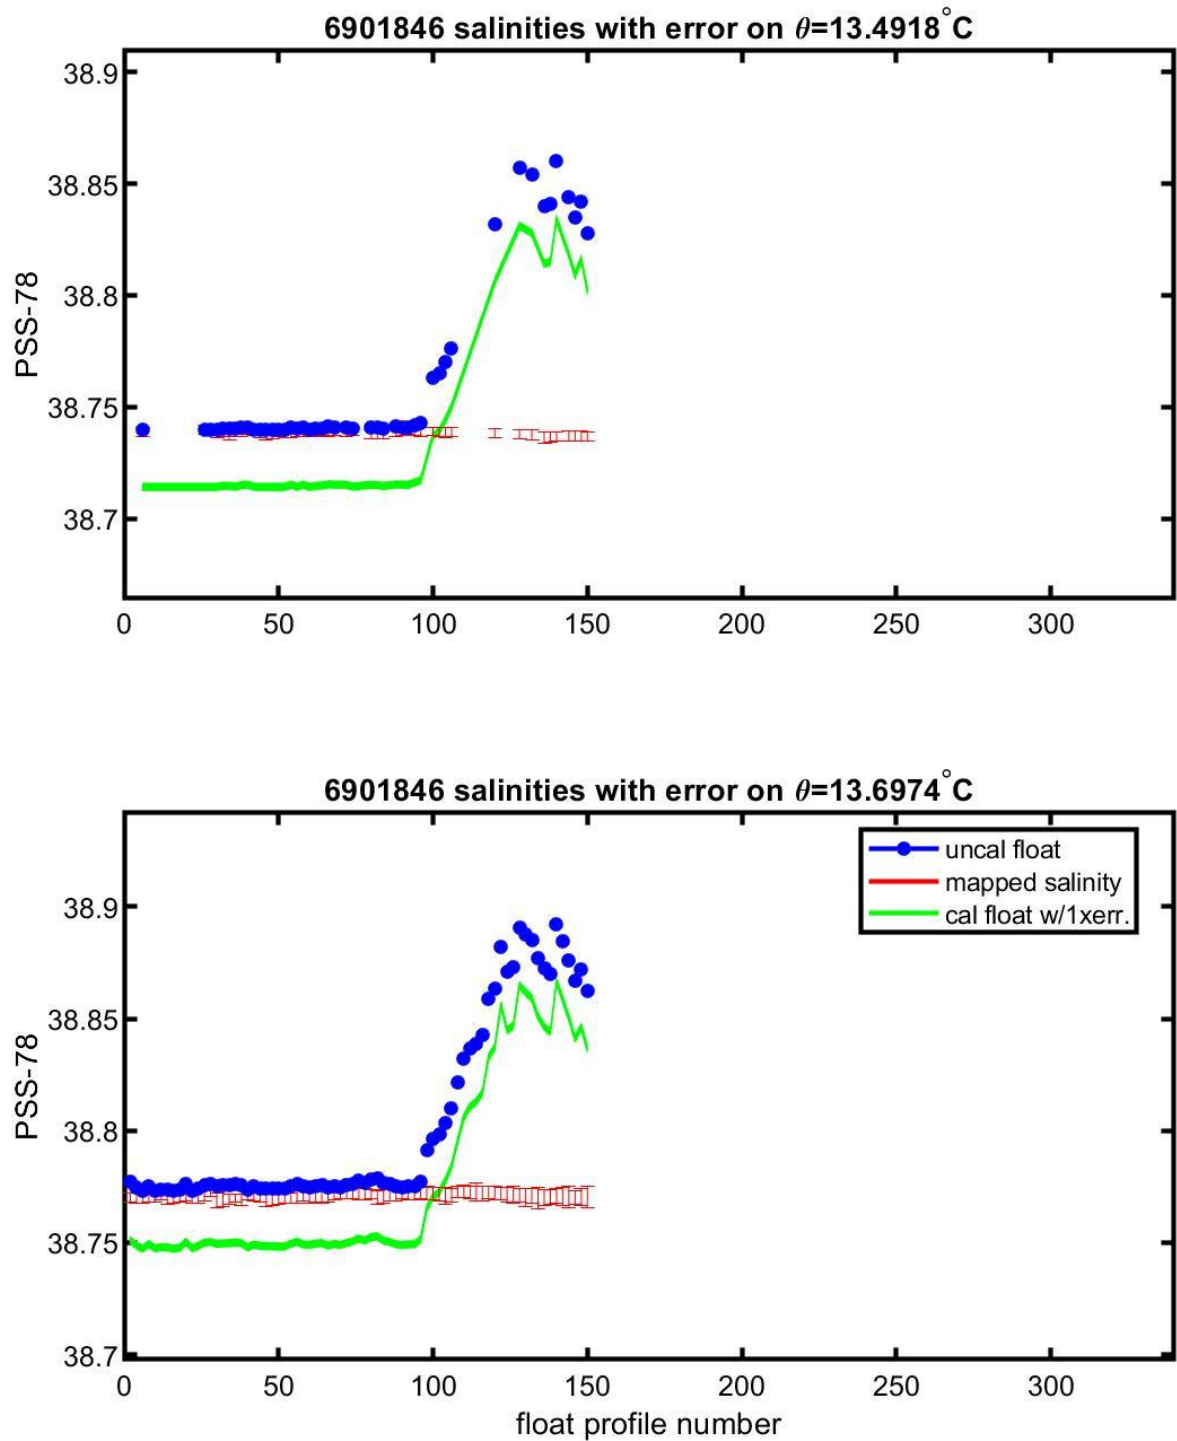 6901846 salinities with error on θ=13.4918°C
38.9
38.85
38.8
38.75
38.7
PSS-78
0 50 100 150 200 250 300
6901846 salinities with error on θ=13.6974°C
uncal float
mapped salinity
cal float w/1xerr.
38.9
38.85
38.8
38.75
38.7
PSS-78
0 50 100 150 200 250 300
float profile number